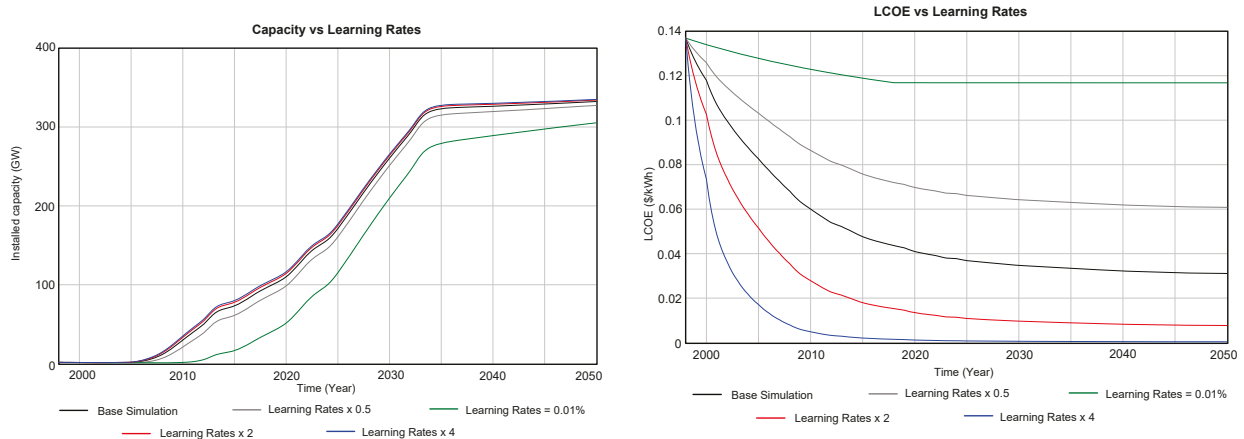 Capacity vs Learning Rates
400
300
200
100
0
Installed capacity (GW)
2000 2010 2020 2030 2040 2050
Time (Year)
Base Simulation Learning Rates x 0.5 Learning Rates = 0.01%
Learning Rates x 2 Learning Rates x 4
LCOE vs Learning Rates
0.14
0.12
0.1
0.08
0.06
0.04
0.02
0
LCOE ($/kWh)
2000 2010 2020 2030 2040 2050
Time (Year)
Base Simulation Learning Rates x 0.5 Learning Rates = 0.01%
Learning Rates x 2 Learning Rates x 4